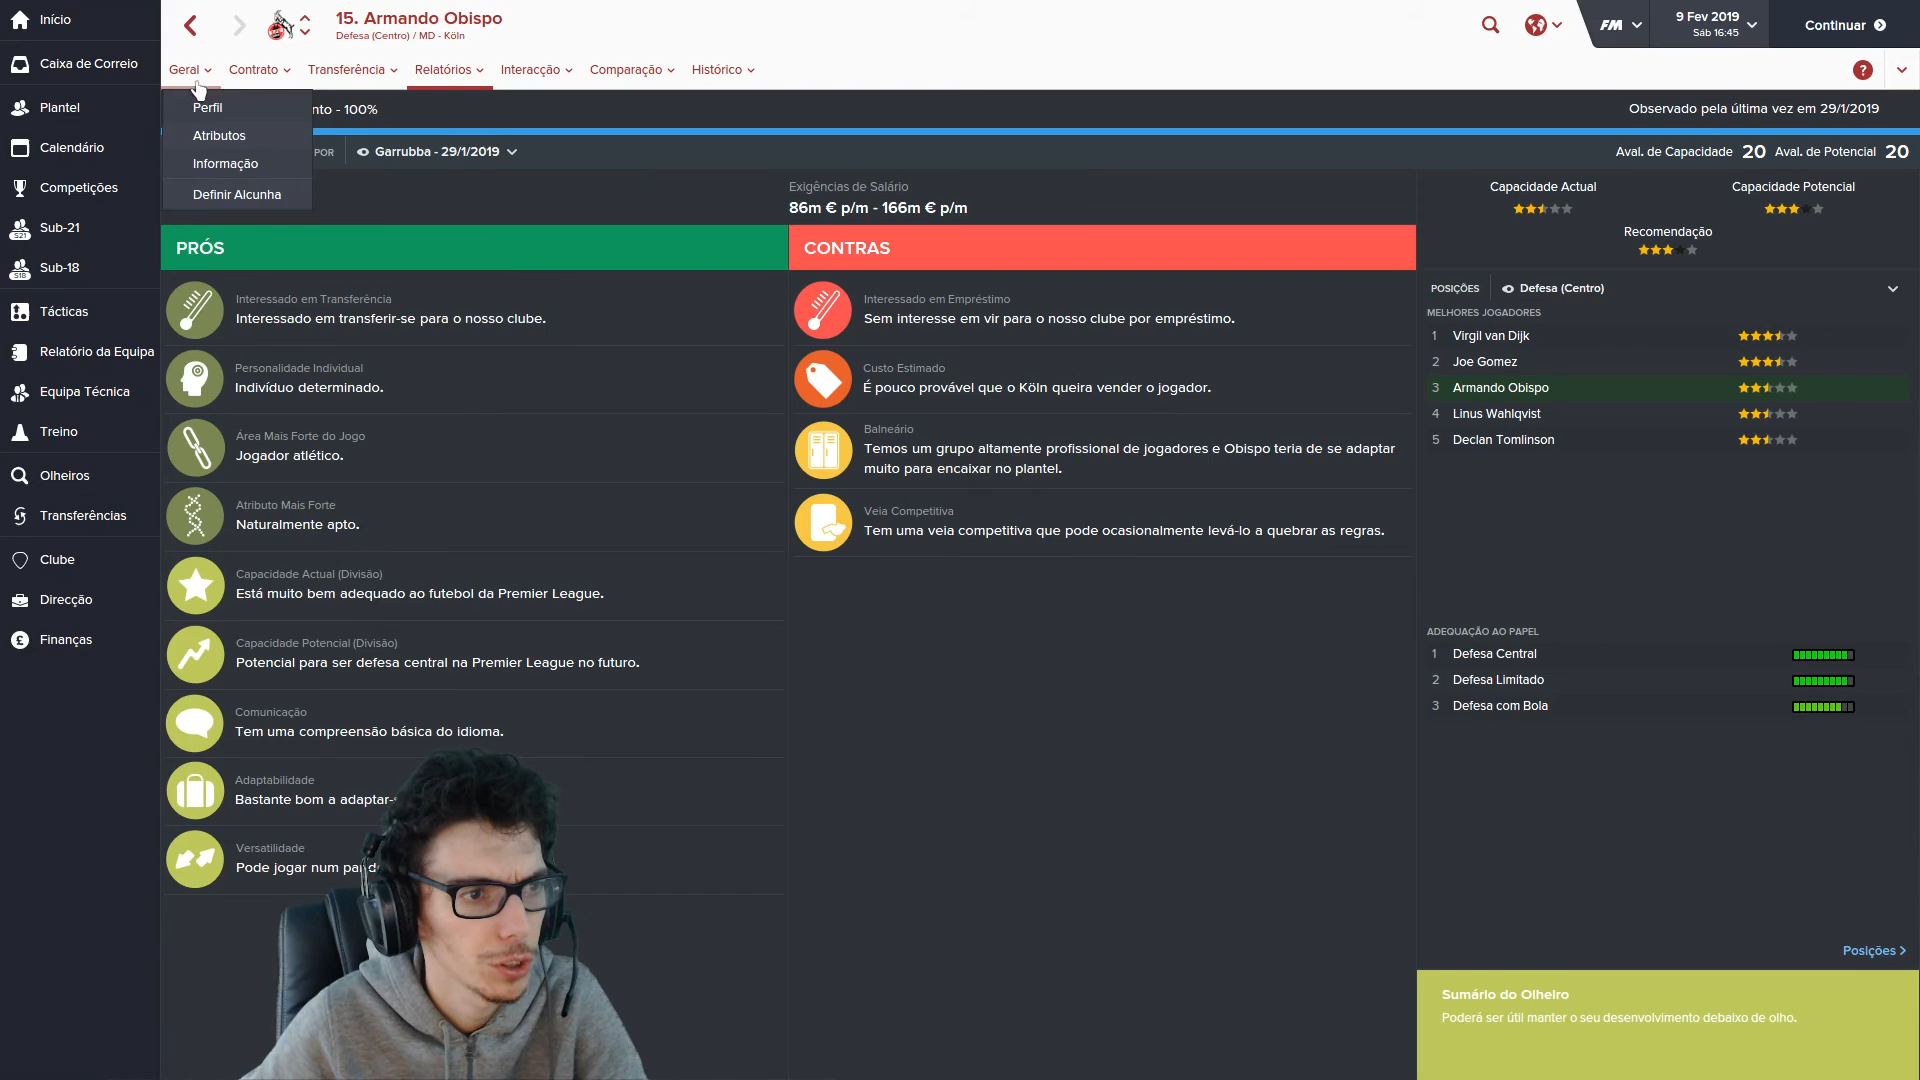 Início
Caixa de Correio
Plantel
Calendário
Competições
Sub-21
Sub-18
Tácticas
Relatório da Equipa
Equipa Técnica
Treino
Olheiros
Transferências
Clube
Direcção
Finanças
15. Armando Obispo
Defesa (Centro) / MD - Köln
FM
9 Fev 2019
Sáb 16:45
Continuar
Geral
Contrato
Transferência
Relatórios
Interacção
Comparação
Histórico
?
Perfil
Atributos
Informação
Definir Alcunha
nto - 100%
Observado pela última vez em 29/1/2019
POR
Garrubba - 29/1/2019
Aval. de Capacidade 20 Aval. de Potencial 20
Exigências de Salário
86m € p/m - 166m € p/m
PRÓS
Interessado em Transferência
Interessado em transferir-se para o nosso clube.
Personalidade Individual
Indivíduo determinado.
Área Mais Forte do Jogo
Jogador atlético.
Atributo Mais Forte
Naturalmente apto.
Capacidade Actual (Divisão)
Está muito bem adequado ao futebol da Premier League.
Capacidade Potencial (Divisão)
Potencial para ser defesa central na Premier League no futuro.
Comunicação
Tem uma compreensão básica do idioma.
Adaptabilidade
Bastante bom a adaptar-
Versatilidade
Pode jogar num
CONTRAS
Interessado em Empréstimo
Sem interesse em vir para o nosso clube por empréstimo.
Custo Estimado
É pouco provável que o Köln queira vender o jogador.
Balneário
Temos um grupo altamente profissional de jogadores e Obispo teria de se adaptar
muito para encaixar no plantel.
Veia Competitiva
Tem uma veia competitiva que pode ocasionalmente levá-lo a quebrar as regras.
Capacidade Actual
Capacidade Potencial
Recomendação
POSIÇÕES
Defesa (Centro)
MELHORES JOGADORES
1 Virgil van Dijk
2 Joe Gomez
3 Armando Obispo
4 Linus Wahlqvist
5 Declan Tomlinson
ADEQUAÇÃO AO PAPEL
1 Defesa Central
2 Defesa Limitado
3 Defesa com Bola
Posições >
Sumário do Olheiro
Poderá ser útil manter o seu desenvolvimento debaixo de olho.